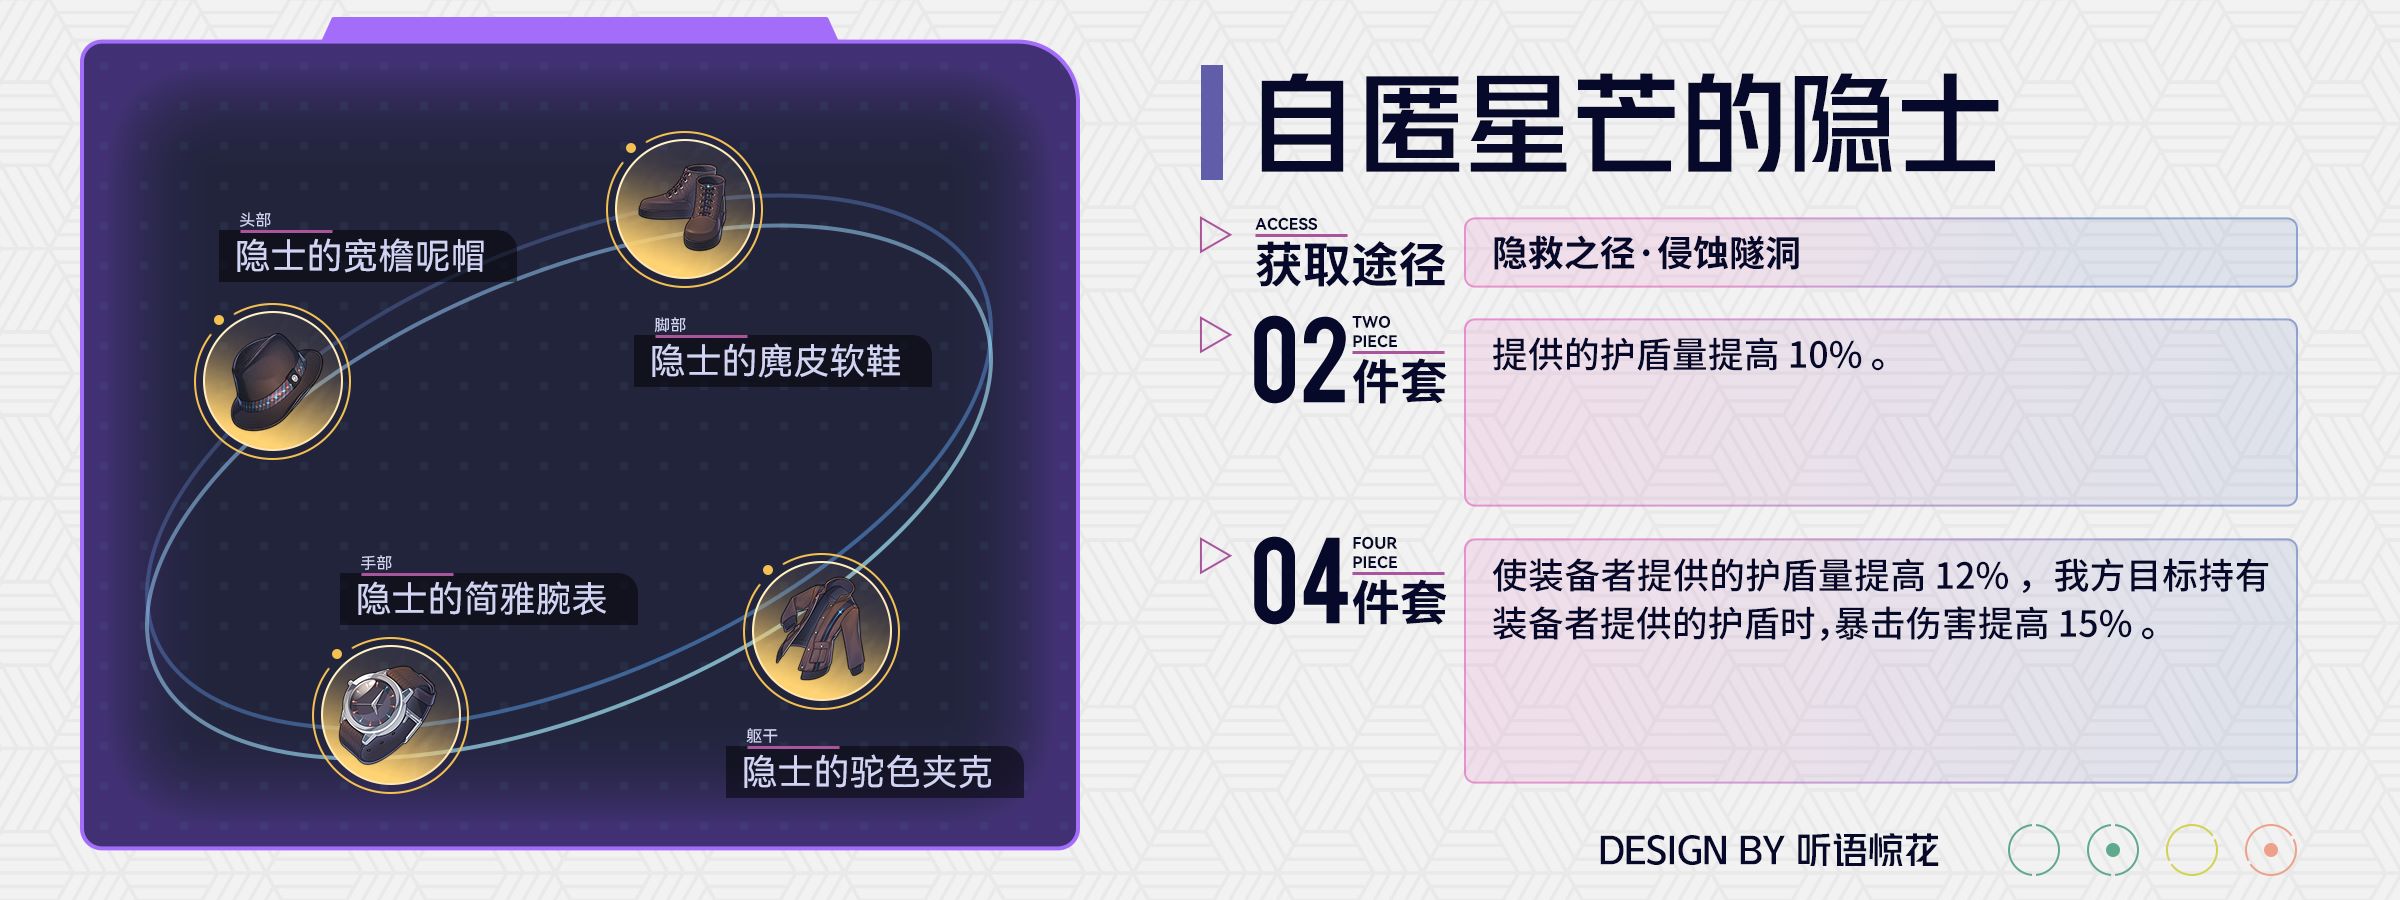 头部
隐士的宽檐呢帽
脚部
隐士的麂皮软鞋
手部
隐士的简雅腕表
躯干
隐士的驼色夹克
自匿星芒的隐士
ACCESS
获取途径
隐救之径·侵蚀隧洞
02
TWO
PIECE
件套
提供的护盾量提高 10% 。
04
FOUR
PIECE
件套
使装备者提供的护盾量提高 12% ，我方目标持有
装备者提供的护盾时，暴击伤害提高 15% 。
DESIGN BY 听语惊花